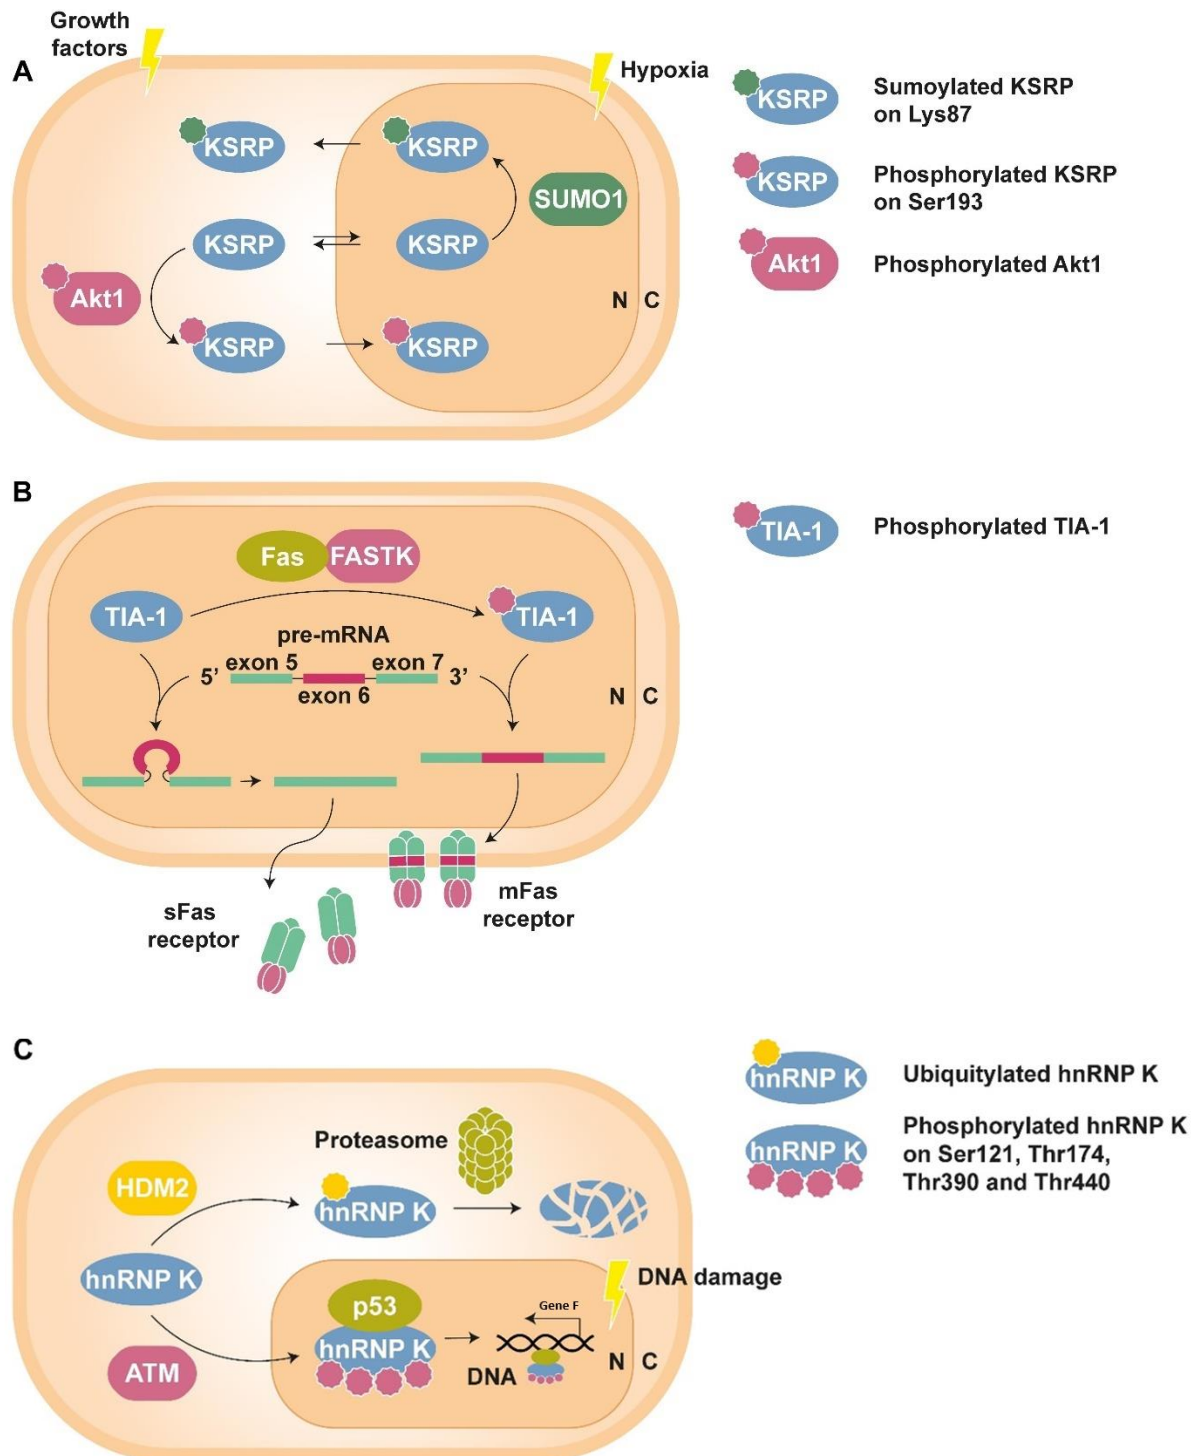 Growth
factors
A
Hypoxia
KSRP
KSRP
SUMO1
KSRP
KSRP
Akt1
N C
KSRP
KSRP
KSRP
Sumoylated KSRP
on Lys87
KSRP
Phosphorylated KSRP
on Ser193
Akt1
Phosphorylated Akt1
B
Fas
FASTK
TIA-1
TIA-1
pre-mRNA
5’
exon 5
exon 6
exon 7
3’
N C
sFas
receptor
mFas
receptor
TIA-1
Phosphorylated TIA-1
C
Proteasome
HDM2
hnRNP K
hnRNP K
DNA damage
p53
hnRNP K
Gene F
DNA
N C
ATM
hnRNP K
Ubiquitylated hnRNP K
hnRNP K
Phosphorylated hnRNP K
on Ser121, Thr174,
Thr390 and Thr440